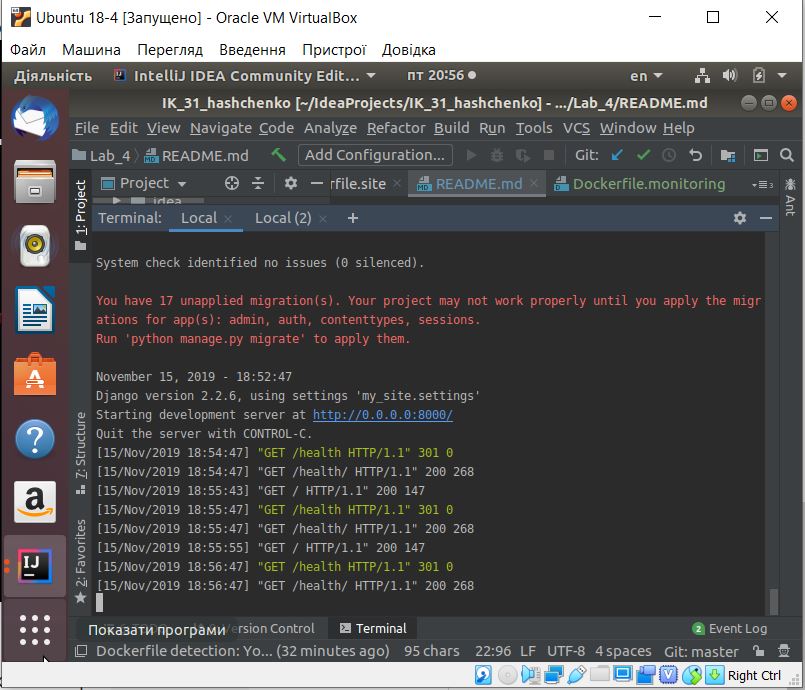 Ubuntu 18-4 [Запущено] - Oracle VM VirtualBox
Файл Машина Перегляд Введення Пристрої Довідка
Діяльність IntelliJ IDEA Community Edit... пт 20:56 en
IK_31_hashchenko [~/IdeaProjects/IK_31_hashchenko] - .../Lab_4/README.md
File Edit View Navigate Code Analyze Refactor Build Run Tools VCS Window Help
Lab_4 README.md Add Configuration... Git:
1: Project Project rfile.site README.md Dockerfile.monitoring Ant
idea
Terminal: Local Local (2)
System check identified no issues (0 silenced).
You have 17 unapplied migration(s). Your project may not work properly until you apply the migr
ations for app(s): admin, auth, contenttypes, sessions.
Run 'python manage.py migrate' to apply them.
November 15, 2019 - 18:52:47
Django version 2.2.6, using settings 'my_site.settings'
Starting development server at http://0.0.0.0:8000/
Quit the server with CONTROL-C.
[15/Nov/2019 18:54:47] "GET /health HTTP/1.1" 301 0
[15/Nov/2019 18:54:47] "GET /health/ HTTP/1.1" 200 268
[15/Nov/2019 18:55:43] "GET / HTTP/1.1" 200 147
[15/Nov/2019 18:55:47] "GET /health HTTP/1.1" 301 0
[15/Nov/2019 18:55:47] "GET /health/ HTTP/1.1" 200 268
[15/Nov/2019 18:55:55] "GET / HTTP/1.1" 200 147
[15/Nov/2019 18:56:47] "GET /health HTTP/1.1" 301 0
[15/Nov/2019 18:56:47] "GET /health/ HTTP/1.1" 200 268
7: Structure
2: Favorites
Показати програми ersion Control Terminal 2 Event Log
Dockerfile detection: Yo... (32 minutes ago) 95 chars 22:96 LF UTF-8 4 spaces Git: master
Right Ctrl